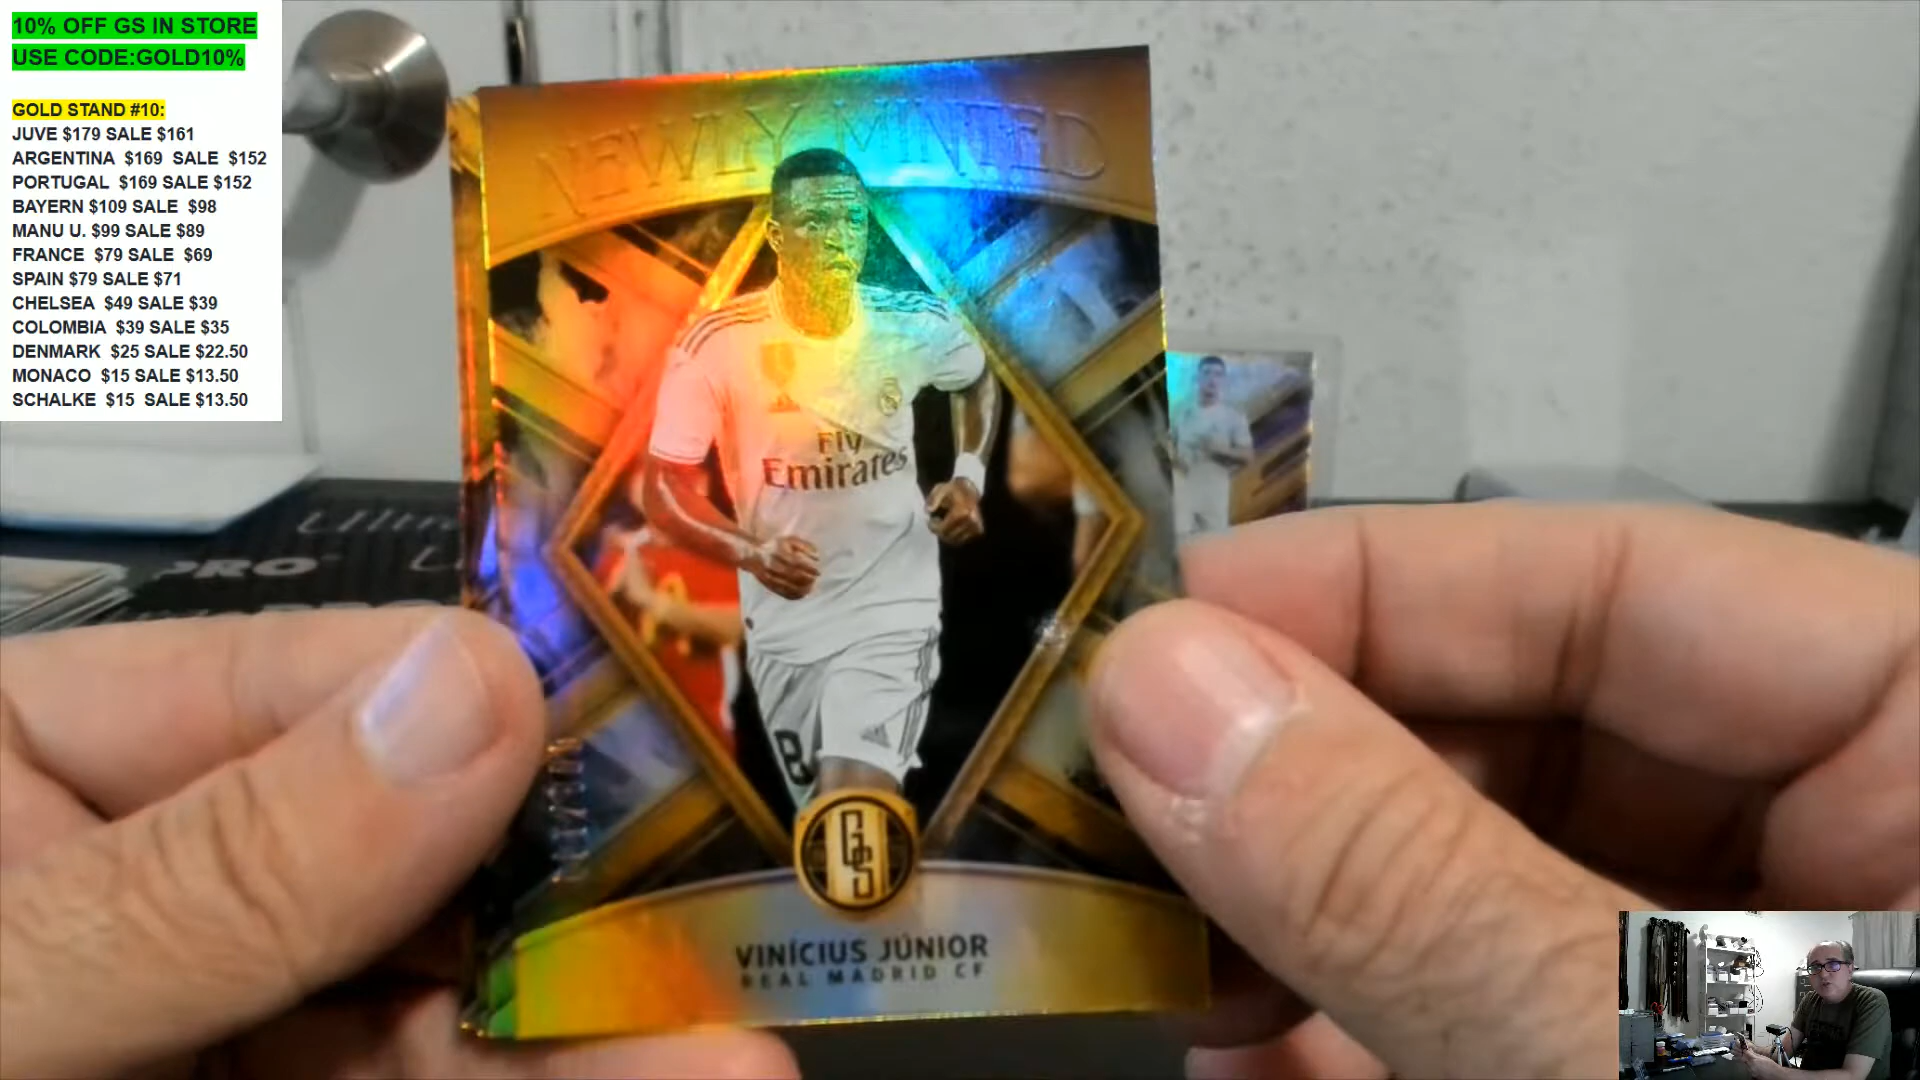 10% OFF GS IN STORE
USE CODE:GOLD10%
GOLD STAND #10:
JUVE $179 SALE $161
ARGENTINA $169 SALE $152
PORTUGAL $169 SALE $152
BAYERN $109 SALE $98
MANU U. $99 SALE $89
FRANCE $79 SALE $69
SPAIN $79 SALE $71
CHELSEA $49 SALE $39
COLOMBIA $39 SALE $35
DENMARK $25 SALE $22.50
MONACO $15 SALE $13.50
SCHALKE $15 SALE $13.50
NEWLY MINTED
Fly
Emirates
PRO
8
GS
VINÍCIUS JÚNIOR
REAL MADRID CF